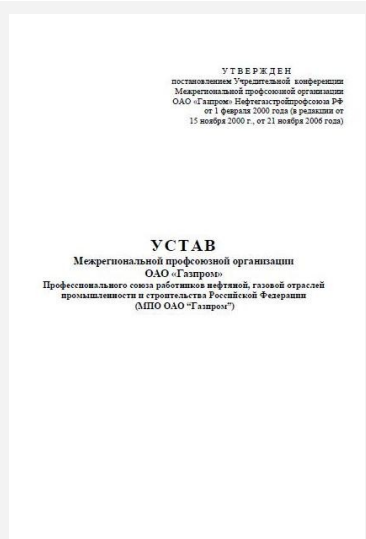 УТВЕРЖДЕН
постановлением Учредительной конференции
Межрегиональной профсоюзной организации
ОАО «Газпром» Нефтегазстройпрофсоюза РФ
от 1 февраля 2000 года (в редакции от
15 ноября 2000 г., от 21 ноября 2006 года)
УСТАВ
Межрегиональной профсоюзной организации
ОАО «Газпром»
Профессионального союза работников нефтяной, газовой отраслей
промышленности и строительства Российской Федерации
(МПО ОАО “Газпром”)